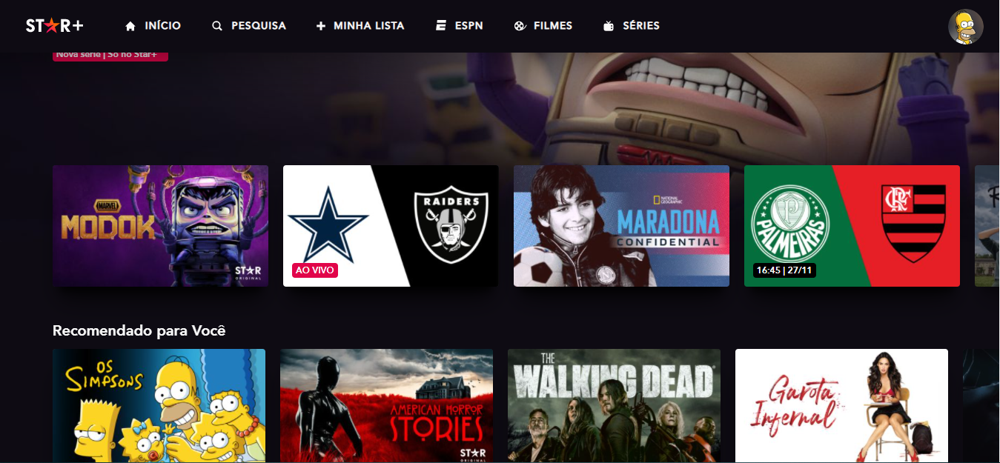 ST★R+
INÍCIO
PESQUISA
MINHA LISTA
ESPN
FILMES
SÉRIES
Nova série | Só no Star+
MARVEL
M.O.D.O.K.
STAR
ORIGINAL
RAIDERS
AO VIVO
NATIONAL
GEOGRAPHIC
MARADONA
CONFIDENTIAL
PALMEIRAS
16:45 | 27/11
Recomendado para Você
OS
SIMPSONS
AMERICAN HORROR
STORIES
STAR
ORIGINAL
THE
WALKING DEAD
Garota
Infernal